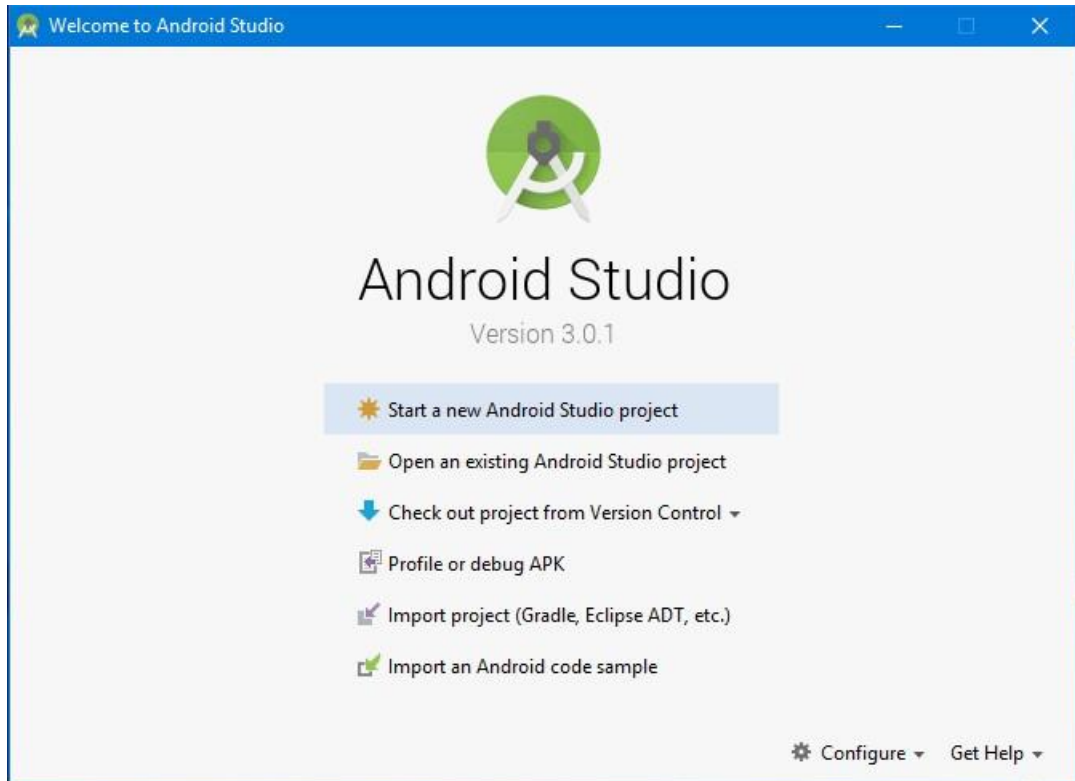 Welcome to Android Studio
Android Studio
Version 3.0.1
Start a new Android Studio project
Open an existing Android Studio project
Check out project from Version Control
Profile or debug APK
Import project (Gradle, Eclipse ADT, etc.)
Import an Android code sample
Configure Get Help